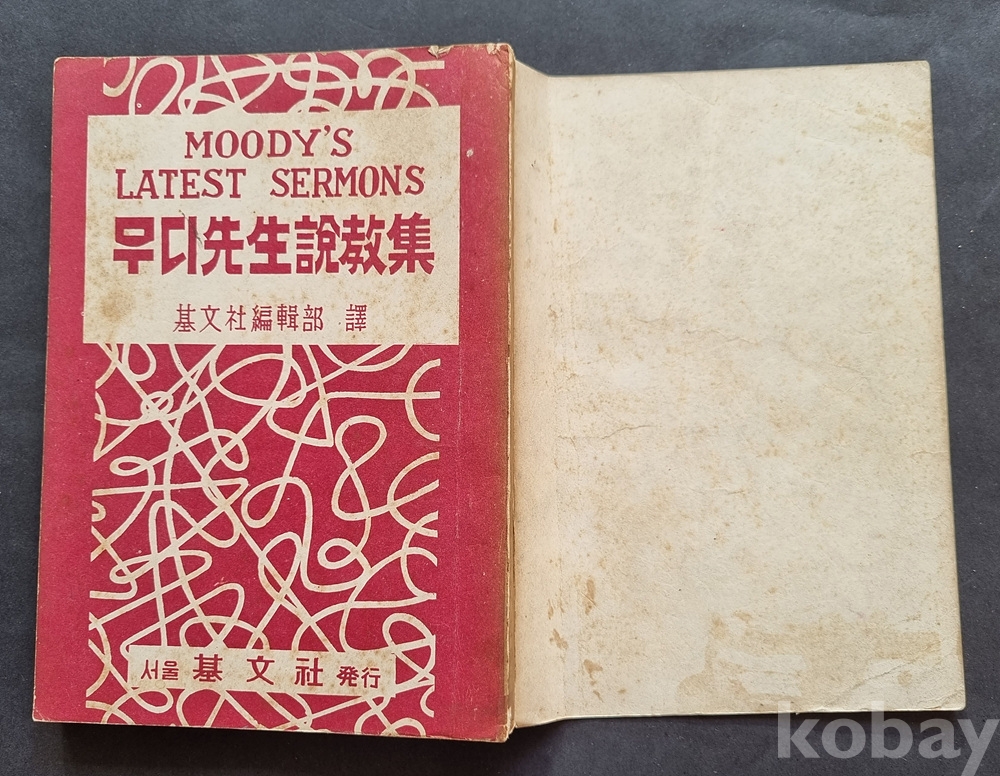 MOODY'S
LATEST SERMONS
무디先生說敎集
基文社編輯部 譯
서울 基文社 発行
kobay